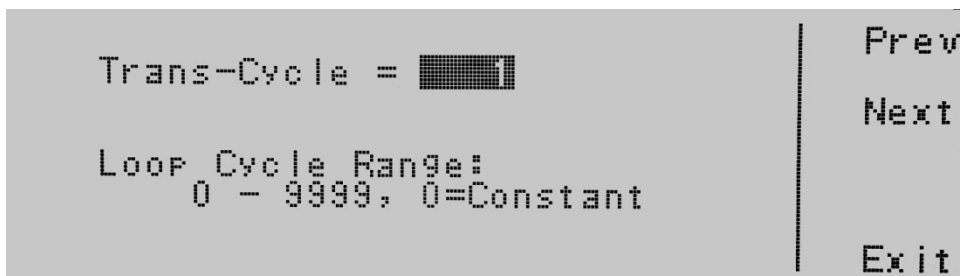 Trans-Cycle = 1
Loop Cycle Range:
0 - 9999, 0=Constant
Prev
Next
Exit